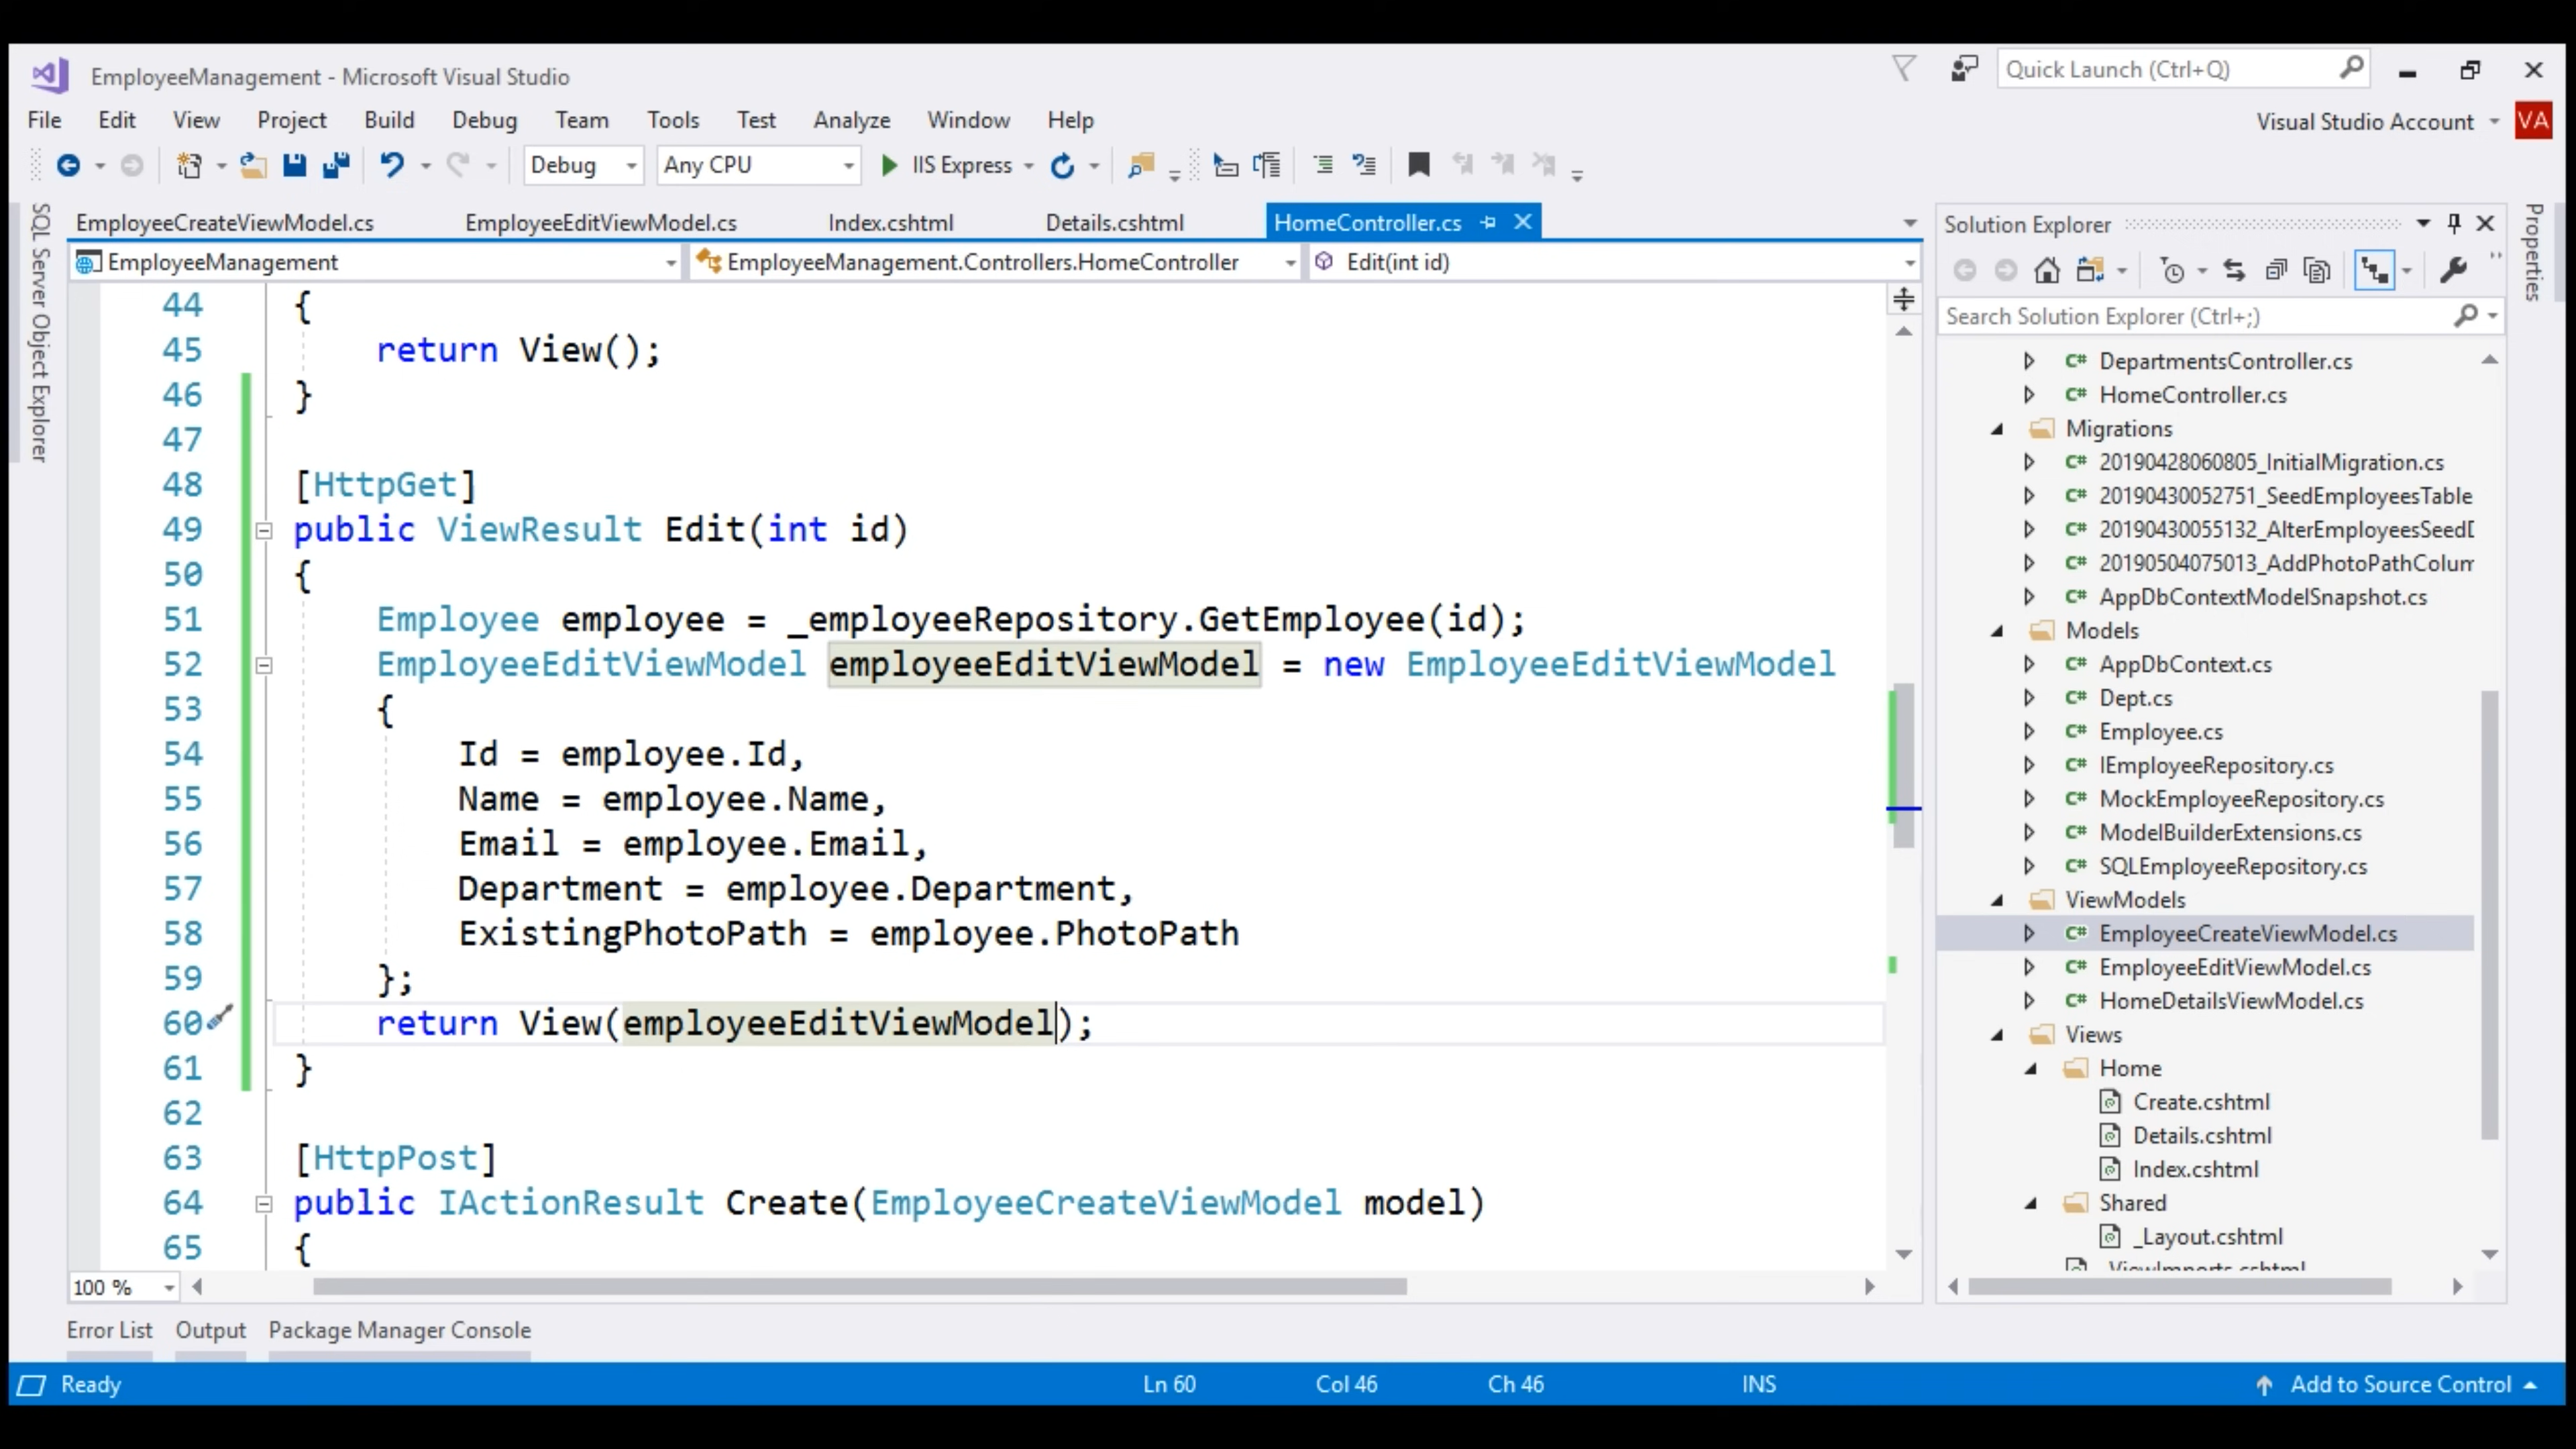 EmployeeManagement - Microsoft Visual Studio
Quick Launch (Ctrl+Q)
File Edit View Project Build Debug Team Tools Test Analyze Window Help
Visual Studio Account VA
Debug Any CPU IIS Express
SQL Server Object Explorer
EmployeeCreateViewModel.cs EmployeeEditViewModel.cs Index.cshtml Details.cshtml HomeController.cs
EmployeeManagement EmployeeManagement.Controllers.HomeController Edit(int id)
44 {
45 return View();
46 }
47
48 [HttpGet]
49 public ViewResult Edit(int id)
50 {
51 Employee employee = _employeeRepository.GetEmployee(id);
52 EmployeeEditViewModel employeeEditViewModel = new EmployeeEditViewModel
53 {
54 Id = employee.Id,
55 Name = employee.Name,
56 Email = employee.Email,
57 Department = employee.Department,
58 ExistingPhotoPath = employee.PhotoPath
59 };
60 return View(employeeEditViewModel);
61 }
62
63 [HttpPost]
64 public IActionResult Create(EmployeeCreateViewModel model)
65 {
100 %
Solution Explorer
Search Solution Explorer (Ctrl+;)
C# DepartmentsController.cs
C# HomeController.cs
Migrations
C# 20190428060805_InitialMigration.cs
C# 20190430052751_SeedEmployeesTable
C# 20190430055132_AlterEmployeesSeedD
C# 20190504075013_AddPhotoPathColum
C# AppDbContextModelSnapshot.cs
Models
C# AppDbContext.cs
C# Dept.cs
C# Employee.cs
C# IEmployeeRepository.cs
C# MockEmployeeRepository.cs
C# ModelBuilderExtensions.cs
C# SQLEmployeeRepository.cs
ViewModels
C# EmployeeCreateViewModel.cs
C# EmployeeEditViewModel.cs
C# HomeDetailsViewModel.cs
Views
Home
Create.cshtml
Details.cshtml
Index.cshtml
Shared
_Layout.cshtml
_ViewImports.cshtml
Properties
Error List Output Package Manager Console
Ready Ln 60 Col 46 Ch 46 INS Add to Source Control